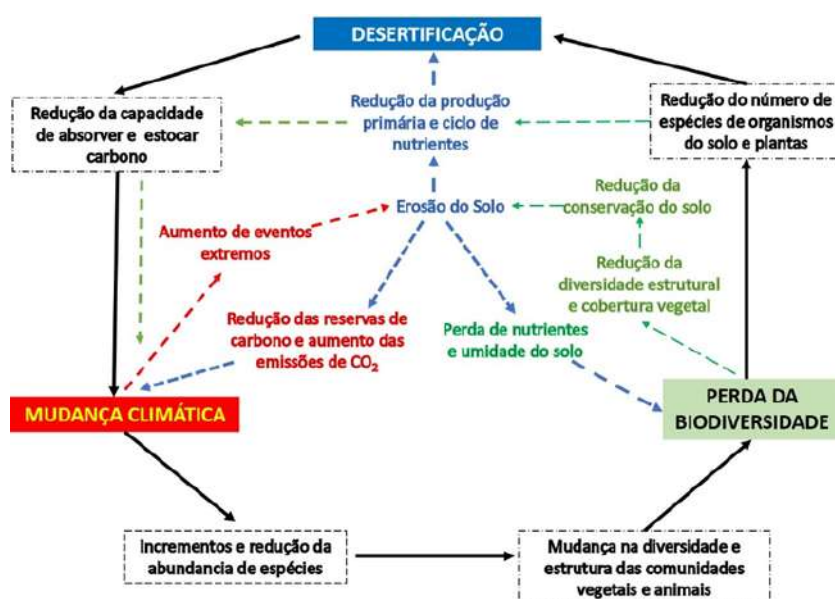 DESERTIFICAÇÃO
Redução da capacidade
de absorver e estocar
carbono
Redução da produção
primária e ciclo de
nutrientes
Redução do número de
espécies de organismos
do solo e plantas
Erosão do Solo
Redução da
conservação do solo
Aumento de eventos
extremos
Redução da
diversidade estrutural
e cobertura vegetal
Redução das reservas de
carbono e aumento das
emissões de CO₂
Perda de nutrientes
e umidade do solo
MUDANÇA CLIMÁTICA
PERDA DA
BIODIVERSIDADE
Incrementos e redução da
abundancia de espécies
Mudança na diversidade e
estrutura das comunidades
vegetais e animais